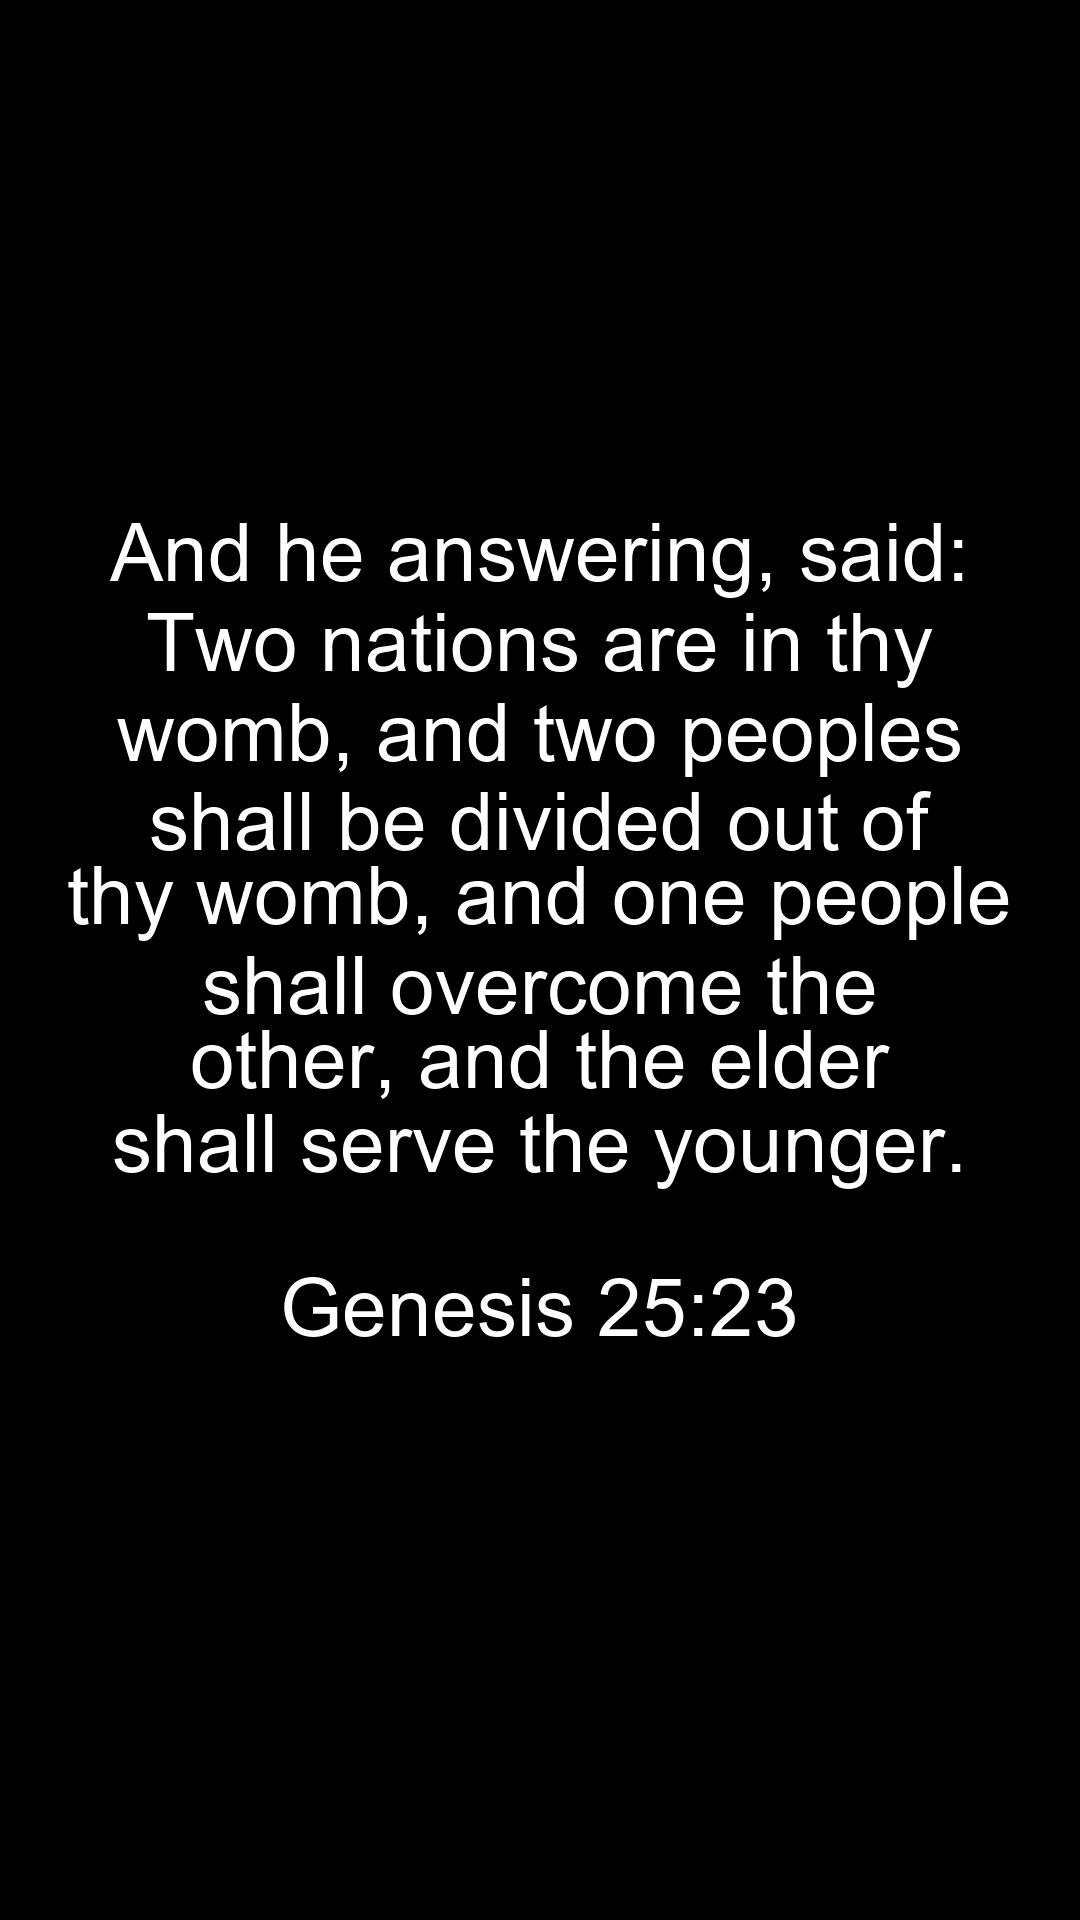 And he answering, said:
Two nations are in thy
womb, and two peoples
shall be divided out of
thy womb, and one people
shall overcome the
other, and the elder
shall serve the younger.
Genesis 25:23